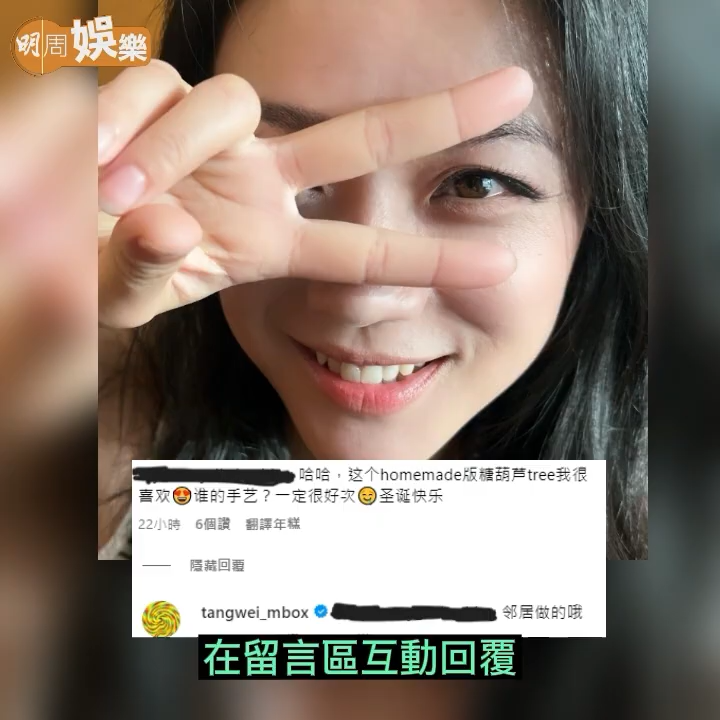 明周娛樂
哈哈，这个homemade版糖葫芦tree我很
喜欢😍谁的手艺？一定很好次😋圣诞快乐
22小時 6個讚 翻譯年糕
隱藏回覆
tangwei_mbox 邻居做的哦
在留言區互動回覆